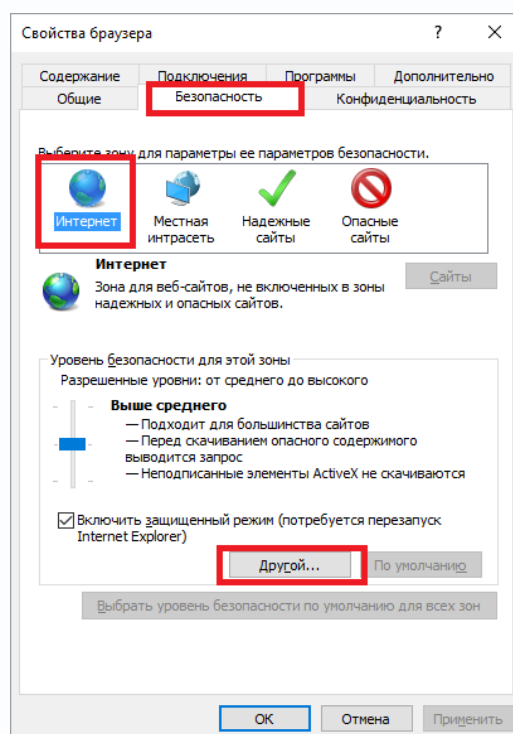 Свойства браузера ? ×
Содержание Подключения Программы Дополнительно
Общие Безопасность Конфиденциальность
Выберите зону для параметры ее параметров безопасности.
Интернет Местная интрасеть Надежные сайты Опасные сайты
Интернет
Зона для веб-сайтов, не включенных в зоны
надежных и опасных сайтов.
Сайты
Уровень безопасности для этой зоны
Разрешенные уровни: от среднего до высокого
Выше среднего
— Подходит для большинства сайтов
— Перед скачиванием опасного содержимого
выводится запрос
— Неподписанные элементы ActiveX не скачиваются
Включить защищенный режим (потребуется перезапуск
Internet Explorer)
Другой... По умолчанию
Выбрать уровень безопасности по умолчанию для всех зон
ОК Отмена Применить